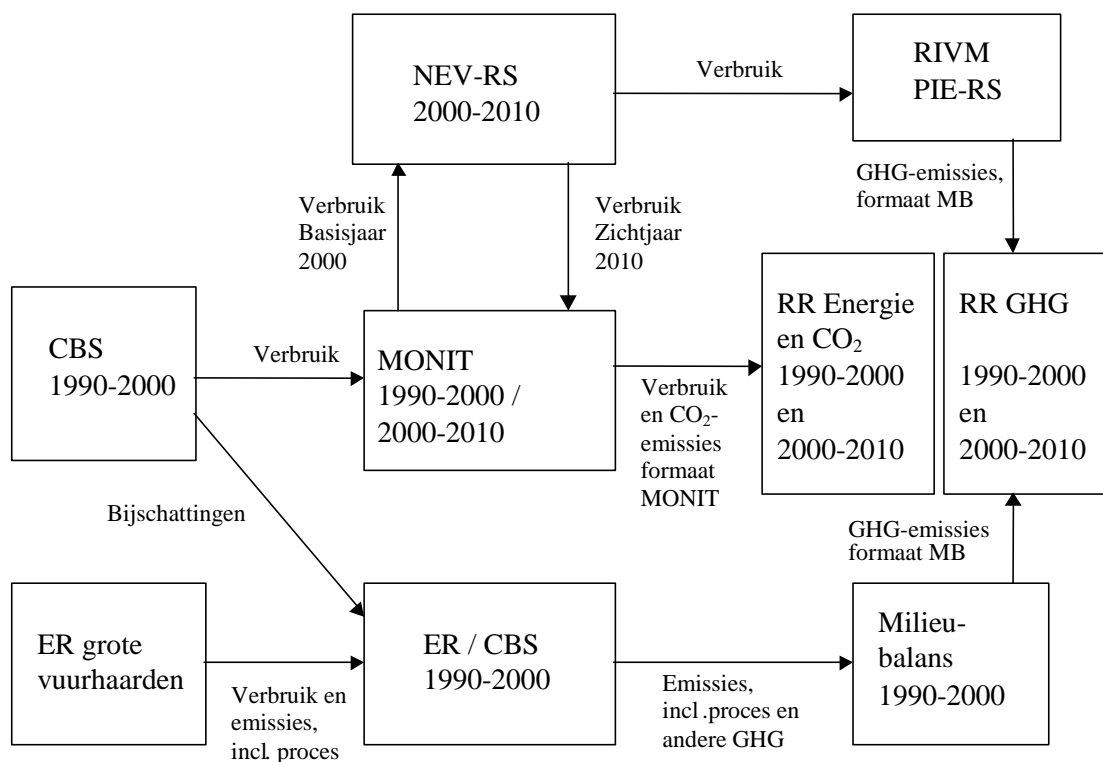 NEV-RS
2000-2010
Verbruik
RIVM
PIE-RS
Verbruik
Basisjaar
2000
Verbruik
Zichtjaar
2010
GHG-emissies,
formaat MB
CBS
1990-2000
Verbruik
MONIT
1990-2000 /
2000-2010
Verbruik
en CO₂-
emissies
formaat
MONIT
RR Energie
en CO₂
1990-2000
en
2000-2010
RR GHG
1990-2000
en
2000-2010
Bijschattingen
GHG-emissies
formaat MB
ER grote
vuurhaarden
Verbruik en
emissies,
incl. proces
ER / CBS
1990-2000
Emissies,
incl.proces en
andere GHG
Milieu-
balans
1990-2000